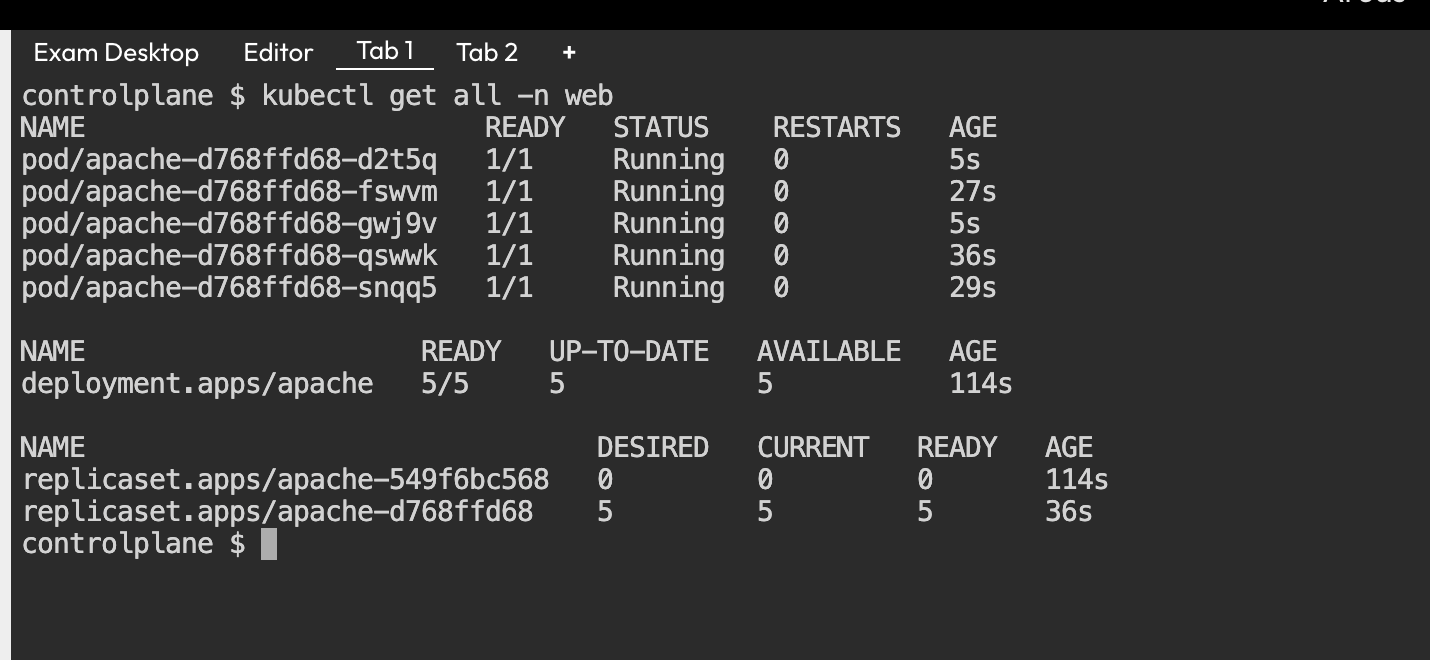 Exam Desktop Editor Tab 1 Tab 2 +
controlplane $ kubectl get all -n web
NAME READY STATUS RESTARTS AGE
pod/apache-d768ffd68-d2t5q 1/1 Running 0 5s
pod/apache-d768ffd68-fswvm 1/1 Running 0 27s
pod/apache-d768ffd68-gwj9v 1/1 Running 0 5s
pod/apache-d768ffd68-qswwk 1/1 Running 0 36s
pod/apache-d768ffd68-snqq5 1/1 Running 0 29s
NAME READY UP-TO-DATE AVAILABLE AGE
deployment.apps/apache 5/5 5 5 114s
NAME DESIRED CURRENT READY AGE
replicaset.apps/apache-549f6bc568 0 0 0 114s
replicaset.apps/apache-d768ffd68 5 5 5 36s
controlplane $